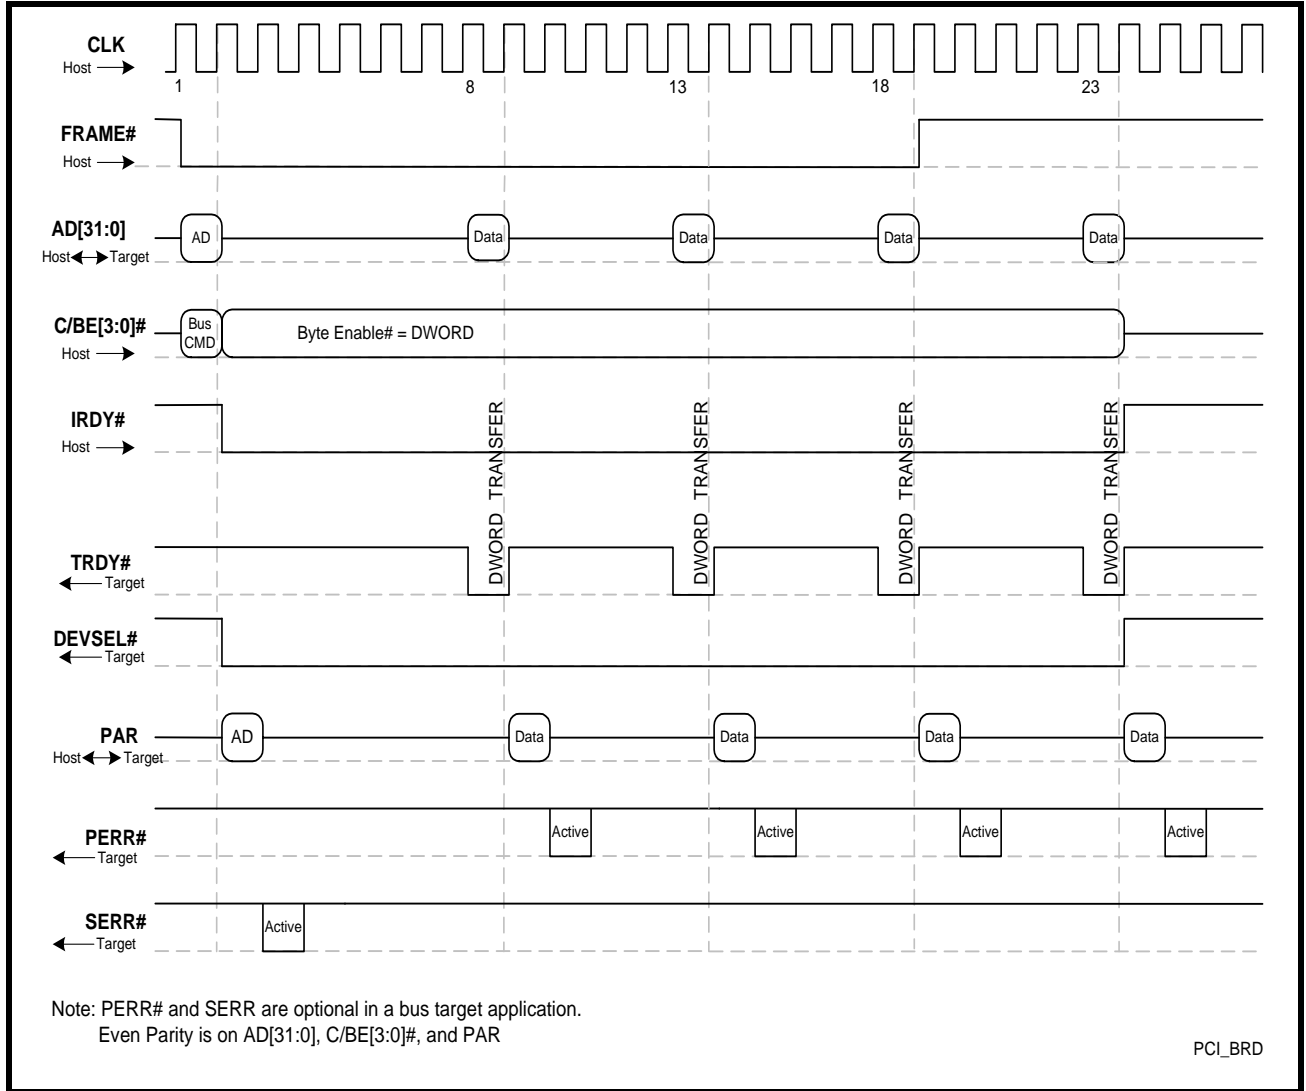 CLK
Host
1 8 13 18 23
FRAME#
Host
AD[31:0]
Host Target
AD Data Data Data Data
C/BE[3:0]#
Host
Bus
CMD
Byte Enable# = DWORD
IRDY#
Host
DWORD TRANSFER
DWORD TRANSFER
DWORD TRANSFER
DWORD TRANSFER
TRDY#
Target
DEVSEL#
Target
PAR
Host Target
AD Data Data Data Data
PERR#
Target
Active Active Active Active
SERR#
Target
Active
Note: PERR# and SERR are optional in a bus target application.
Even Parity is on AD[31:0], C/BE[3:0]#, and PAR
PCI_BRD